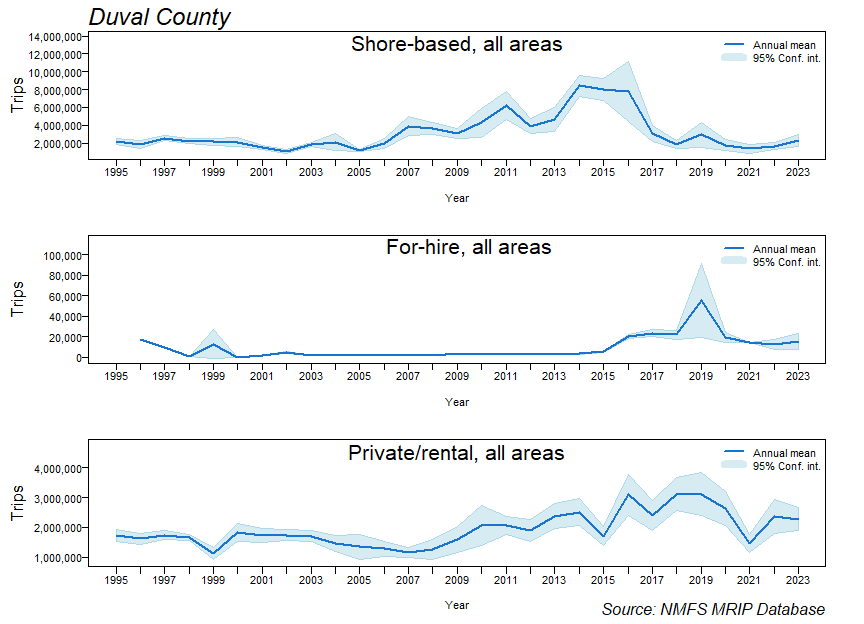 Duval County
Shore-based, all areas
Annual mean
95% Conf. int.
Trips
14,000,000
12,000,000
10,000,000
8,000,000
6,000,000
4,000,000
2,000,000
1995 1997 1999 2001 2003 2005 2007 2009 2011 2013 2015 2017 2019 2021 2023
Year
For-hire, all areas
Annual mean
95% Conf. int.
Trips
100,000
80,000
60,000
40,000
20,000
0
1995 1997 1999 2001 2003 2005 2007 2009 2011 2013 2015 2017 2019 2021 2023
Year
Private/rental, all areas
Annual mean
95% Conf. int.
Trips
4,000,000
3,000,000
2,000,000
1,000,000
1995 1997 1999 2001 2003 2005 2007 2009 2011 2013 2015 2017 2019 2021 2023
Year
Source: NMFS MRIP Database